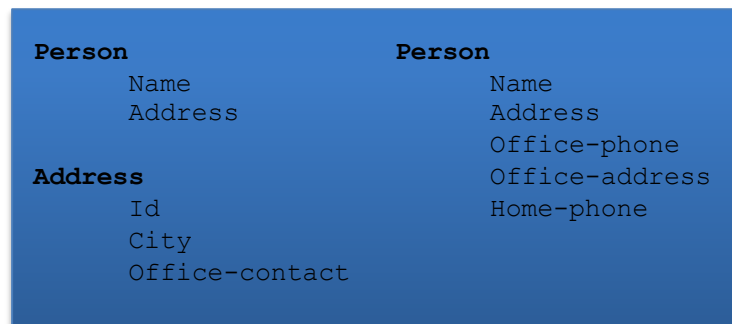 Person
Name
Address
Address
Id
City
Office-contact
Person
Name
Address
Office-phone
Office-address
Home-phone